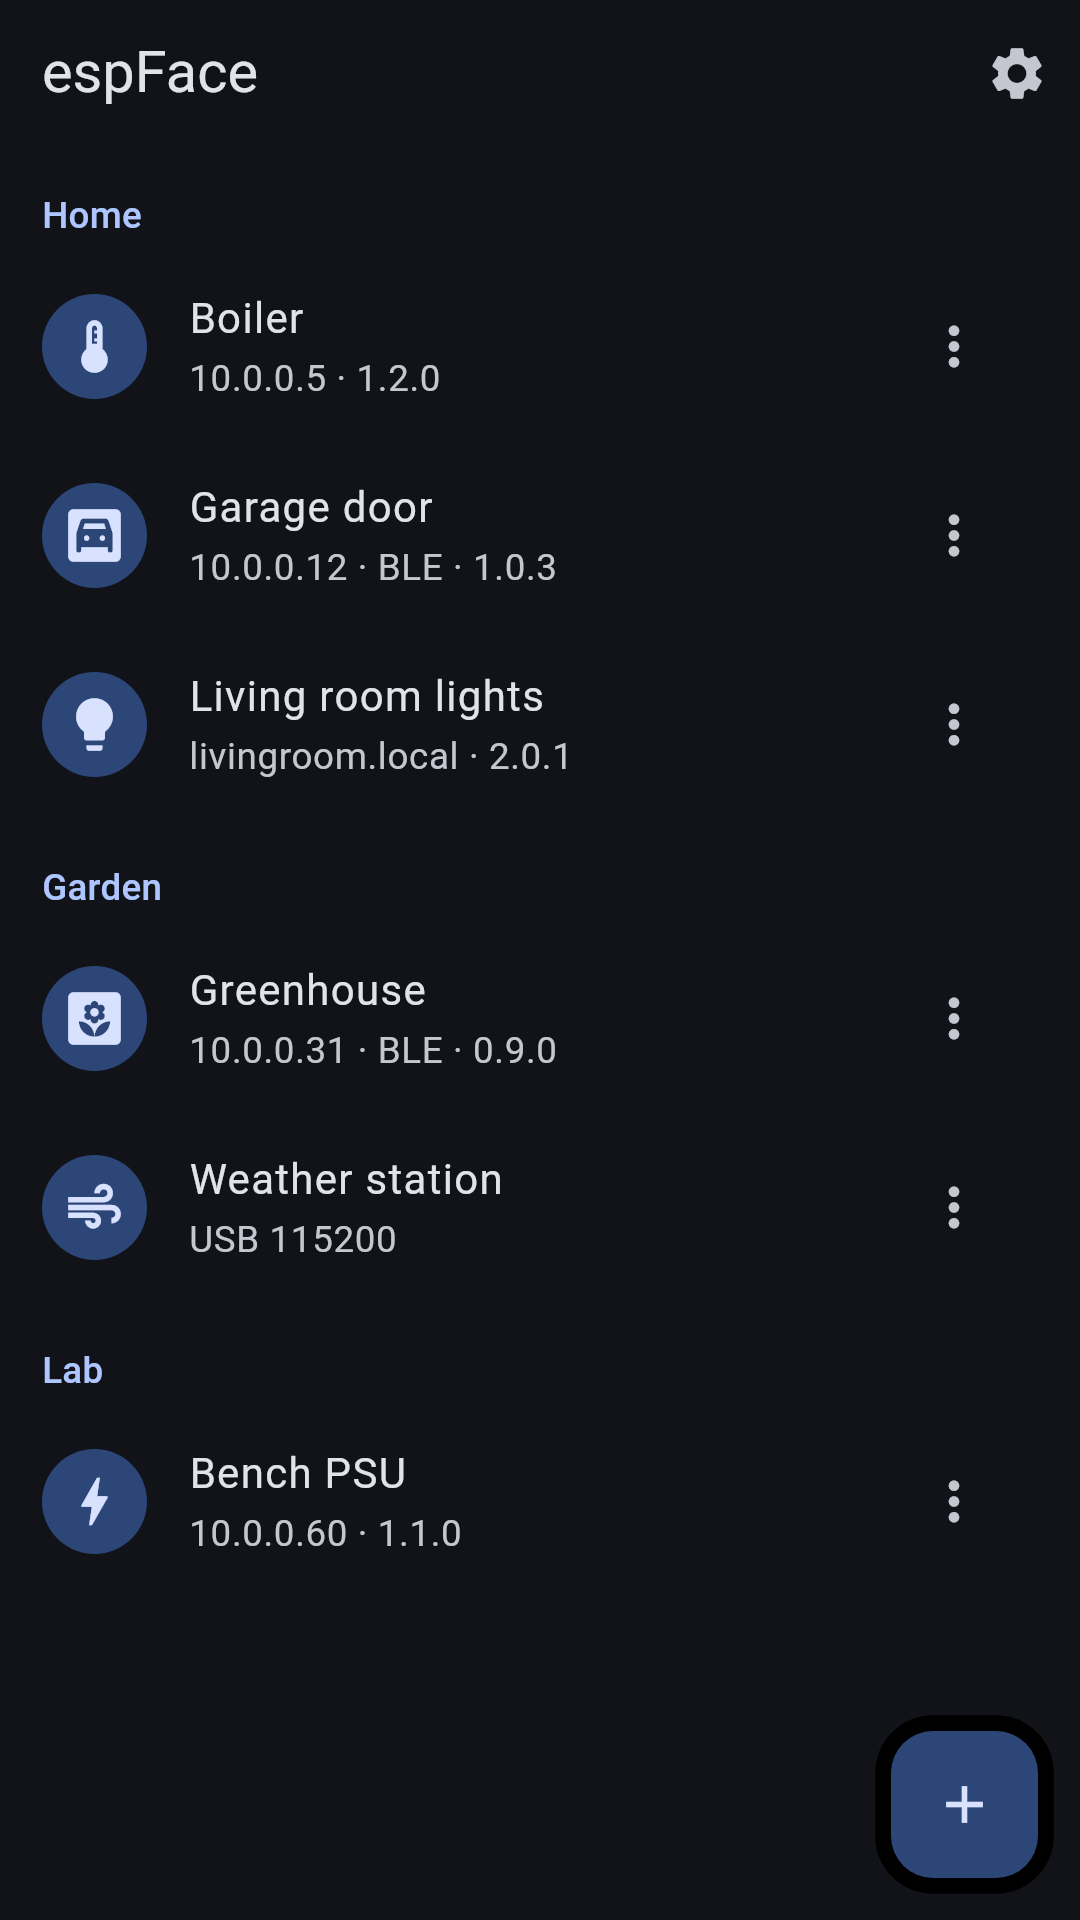 espFace
Home
Boiler
10.0.0.5 · 1.2.0
Garage door
10.0.0.12 · BLE · 1.0.3
Living room lights
livingroom.local · 2.0.1
Garden
Greenhouse
10.0.0.31 · BLE · 0.9.0
Weather station
USB 115200
Lab
Bench PSU
10.0.0.60 · 1.1.0